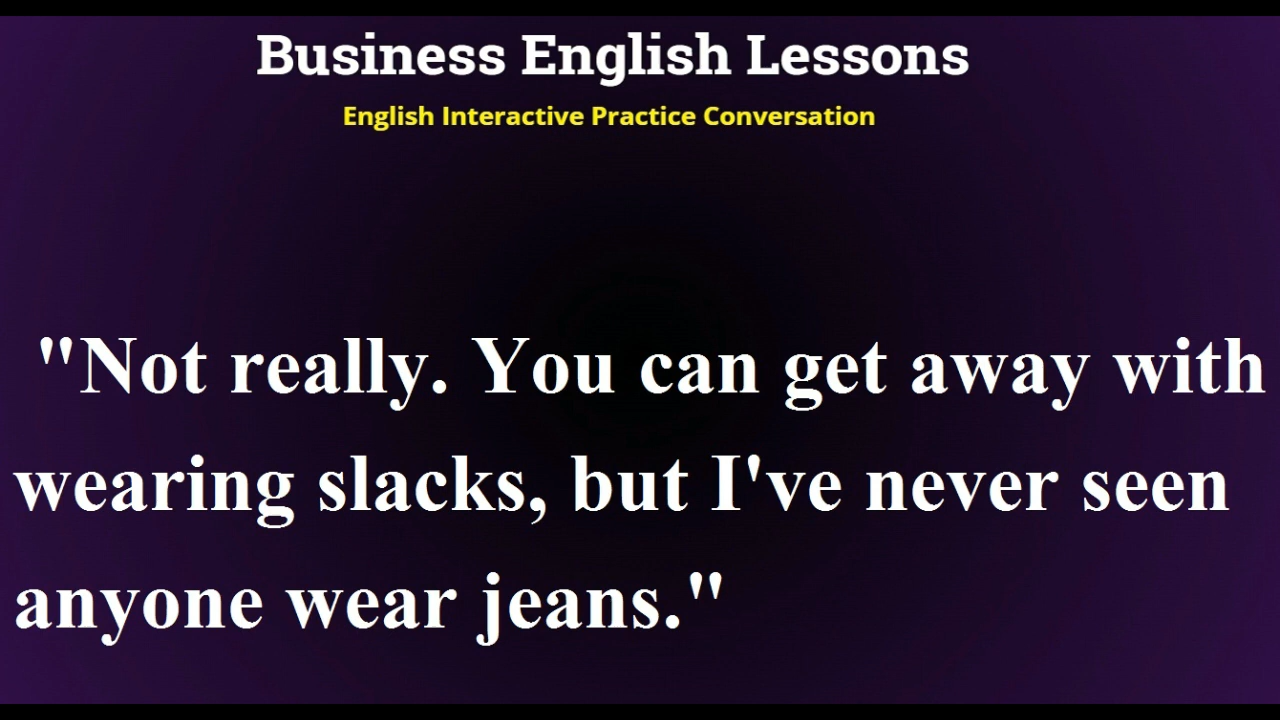 Business English Lessons
English Interactive Practice Conversation
"Not really. You can get away with
wearing slacks, but I've never seen
anyone wear jeans."